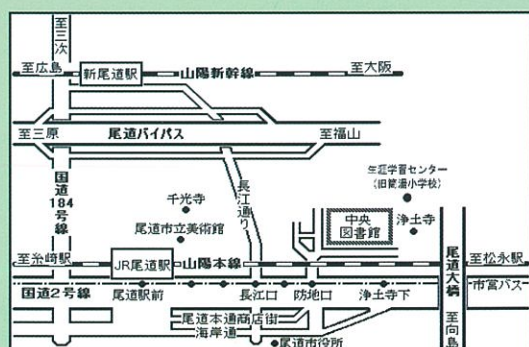 至三次
至広島
新尾道駅
山陽新幹線
至大阪
至三原
尾道バイパス
至福山
国道184号線
長江通り
生涯学習センター
(旧筒湯小学校)
千光寺
尾道市立美術館
中央
図書館
浄土寺
至糸崎駅
JR尾道駅
山陽本線
尾道大橋
至松永駅
国道2号線
尾道駅前
長江口
防地口
浄土寺下
市営バス
尾道本通商店街
海岸通
至向島
尾道市役所